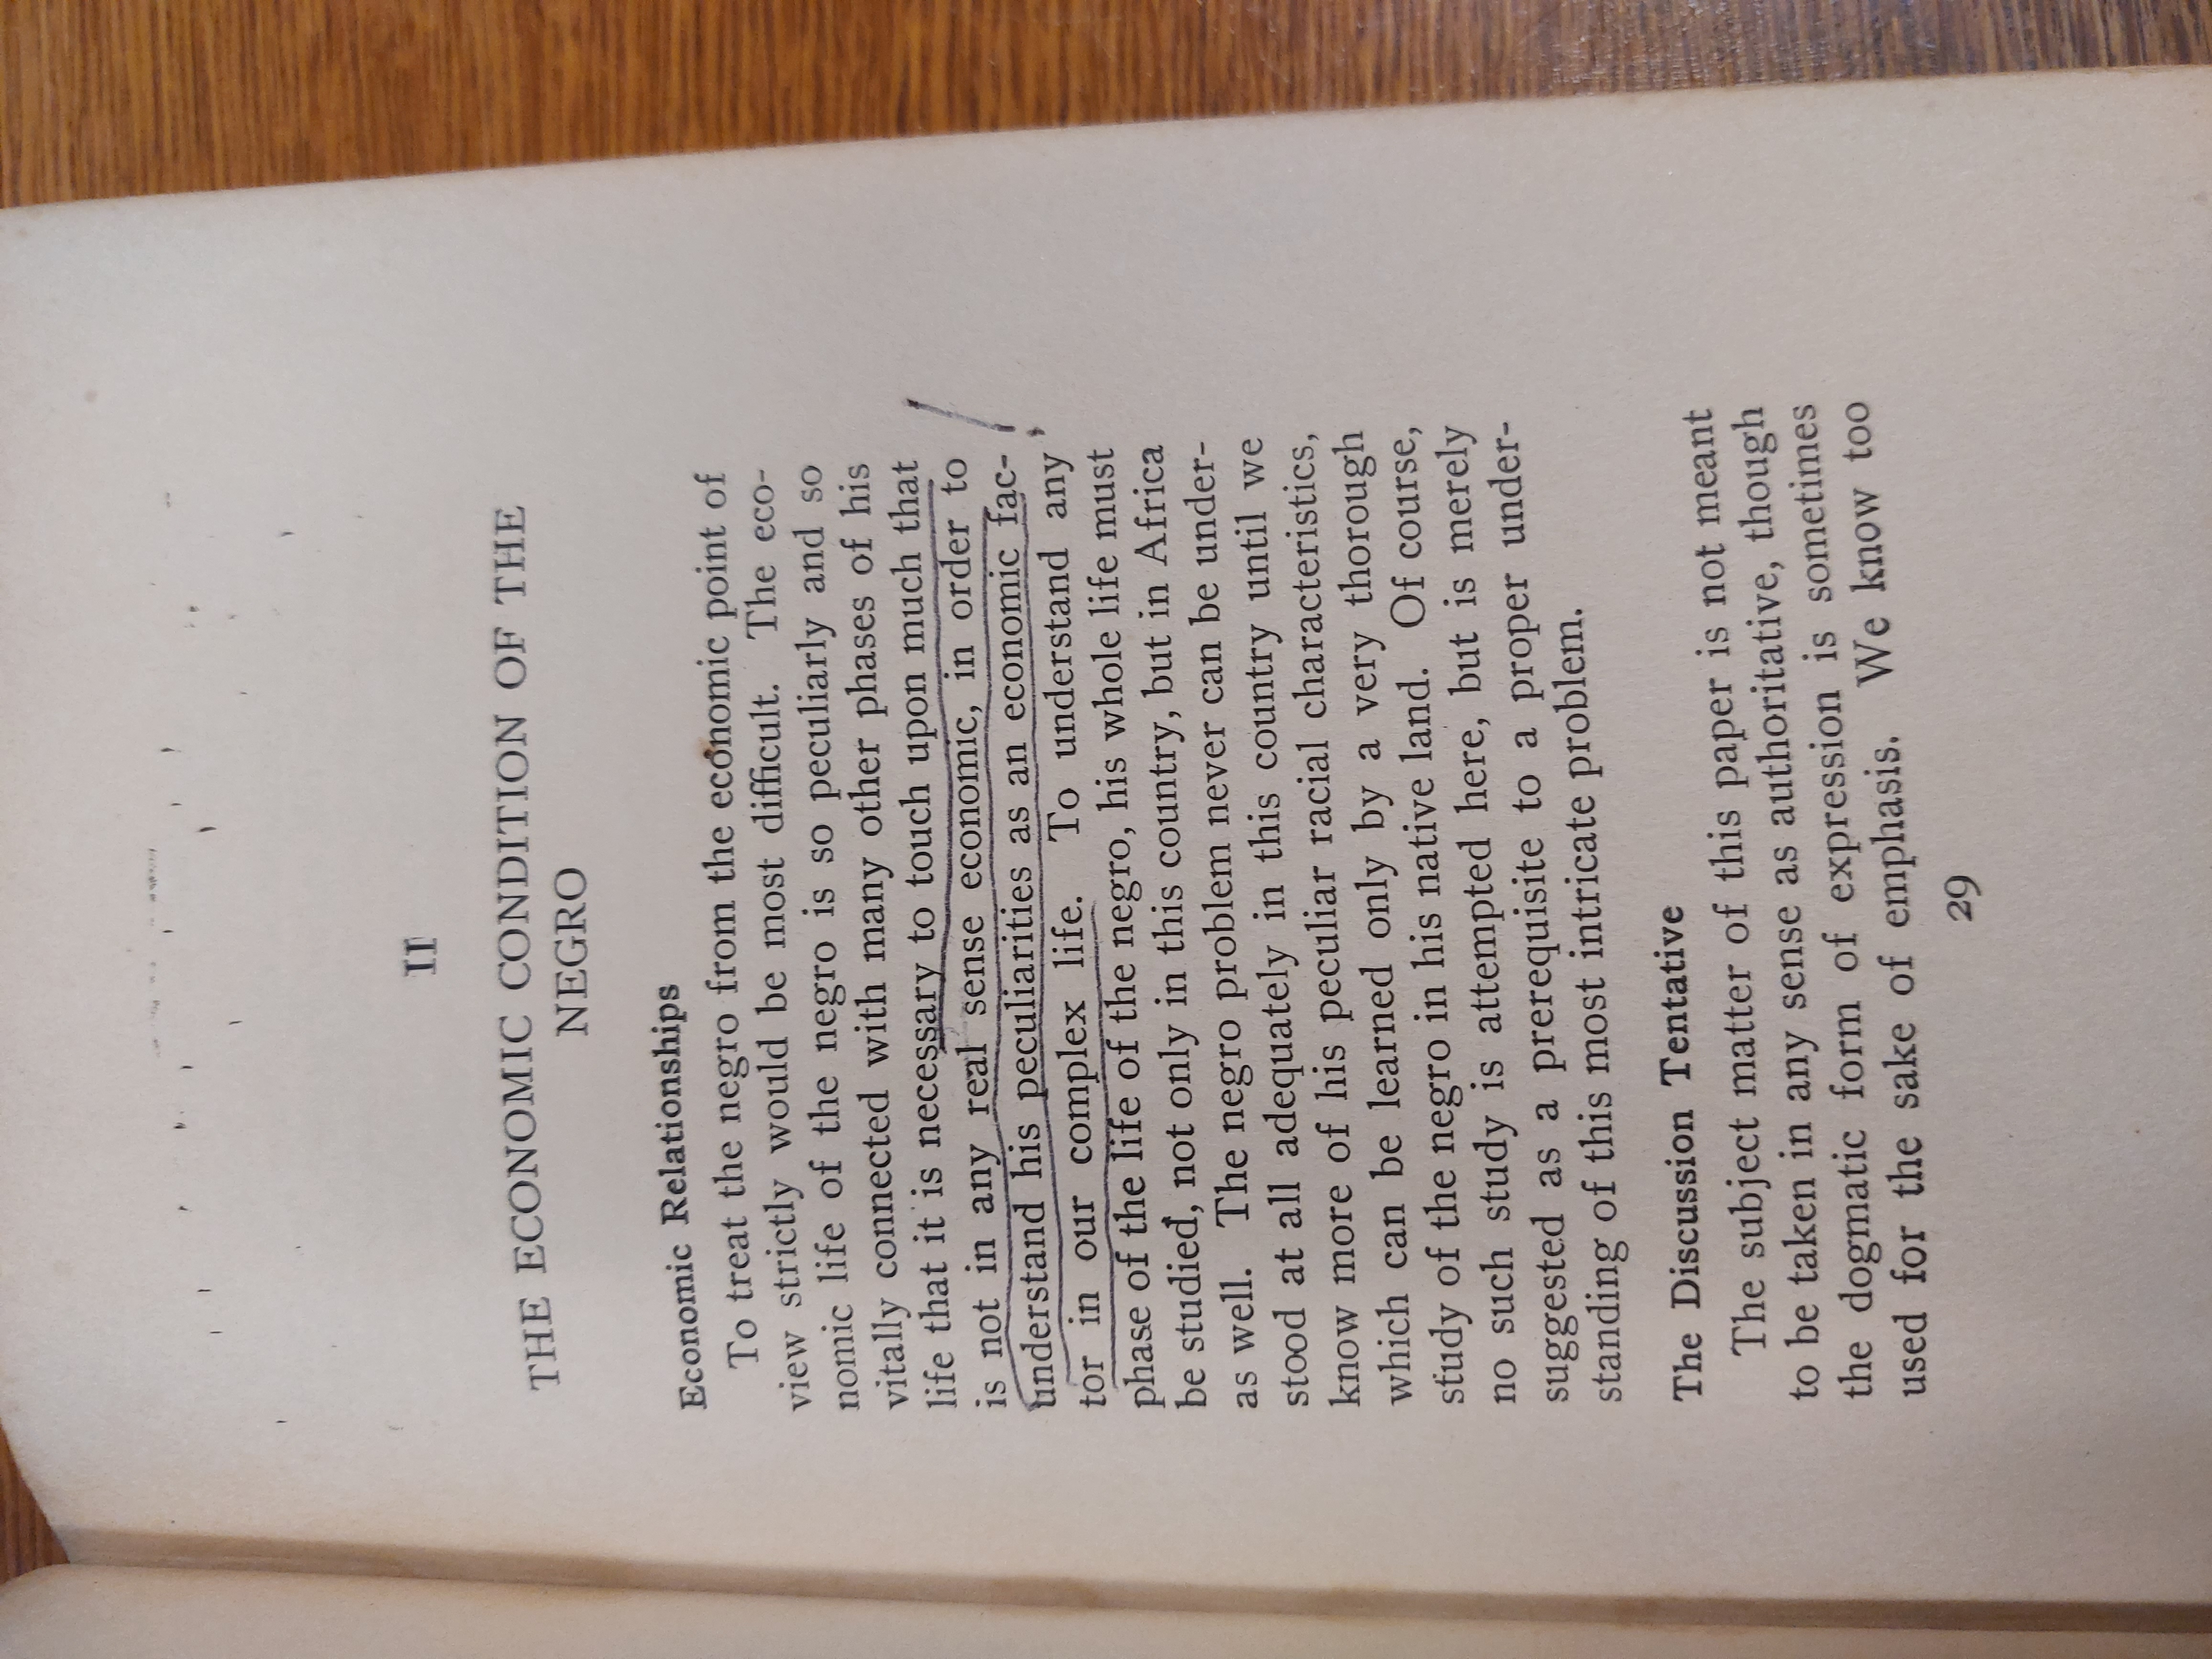 II
THE ECONOMIC CONDITION OF THE
NEGRO
Economic Relationships
To treat the negro from the economic point of
view strictly would be most difficult. The eco-
nomic life of the negro is so peculiarly and so
vitally connected with many other phases of his
life that it is necessary to touch upon much that
is not in any real sense economic, in order to
understand his peculiarities as an economic fac-
tor in our complex life. To understand any
phase of the life of the negro, his whole life must
be studied, not only in this country, but in Africa
as well. The negro problem never can be under-
stood at all adequately in this country until we
know more of his peculiar racial characteristics,
which can be learned only by a very thorough
study of the negro in his native land. Of course,
no such study is attempted here, but is merely
suggested as a prerequisite to a proper under-
standing of this most intricate problem.
The Discussion Tentative
The subject matter of this paper is not meant
to be taken in any sense as authoritative, though
the dogmatic form of expression is sometimes
used for the sake of emphasis. We know too
29